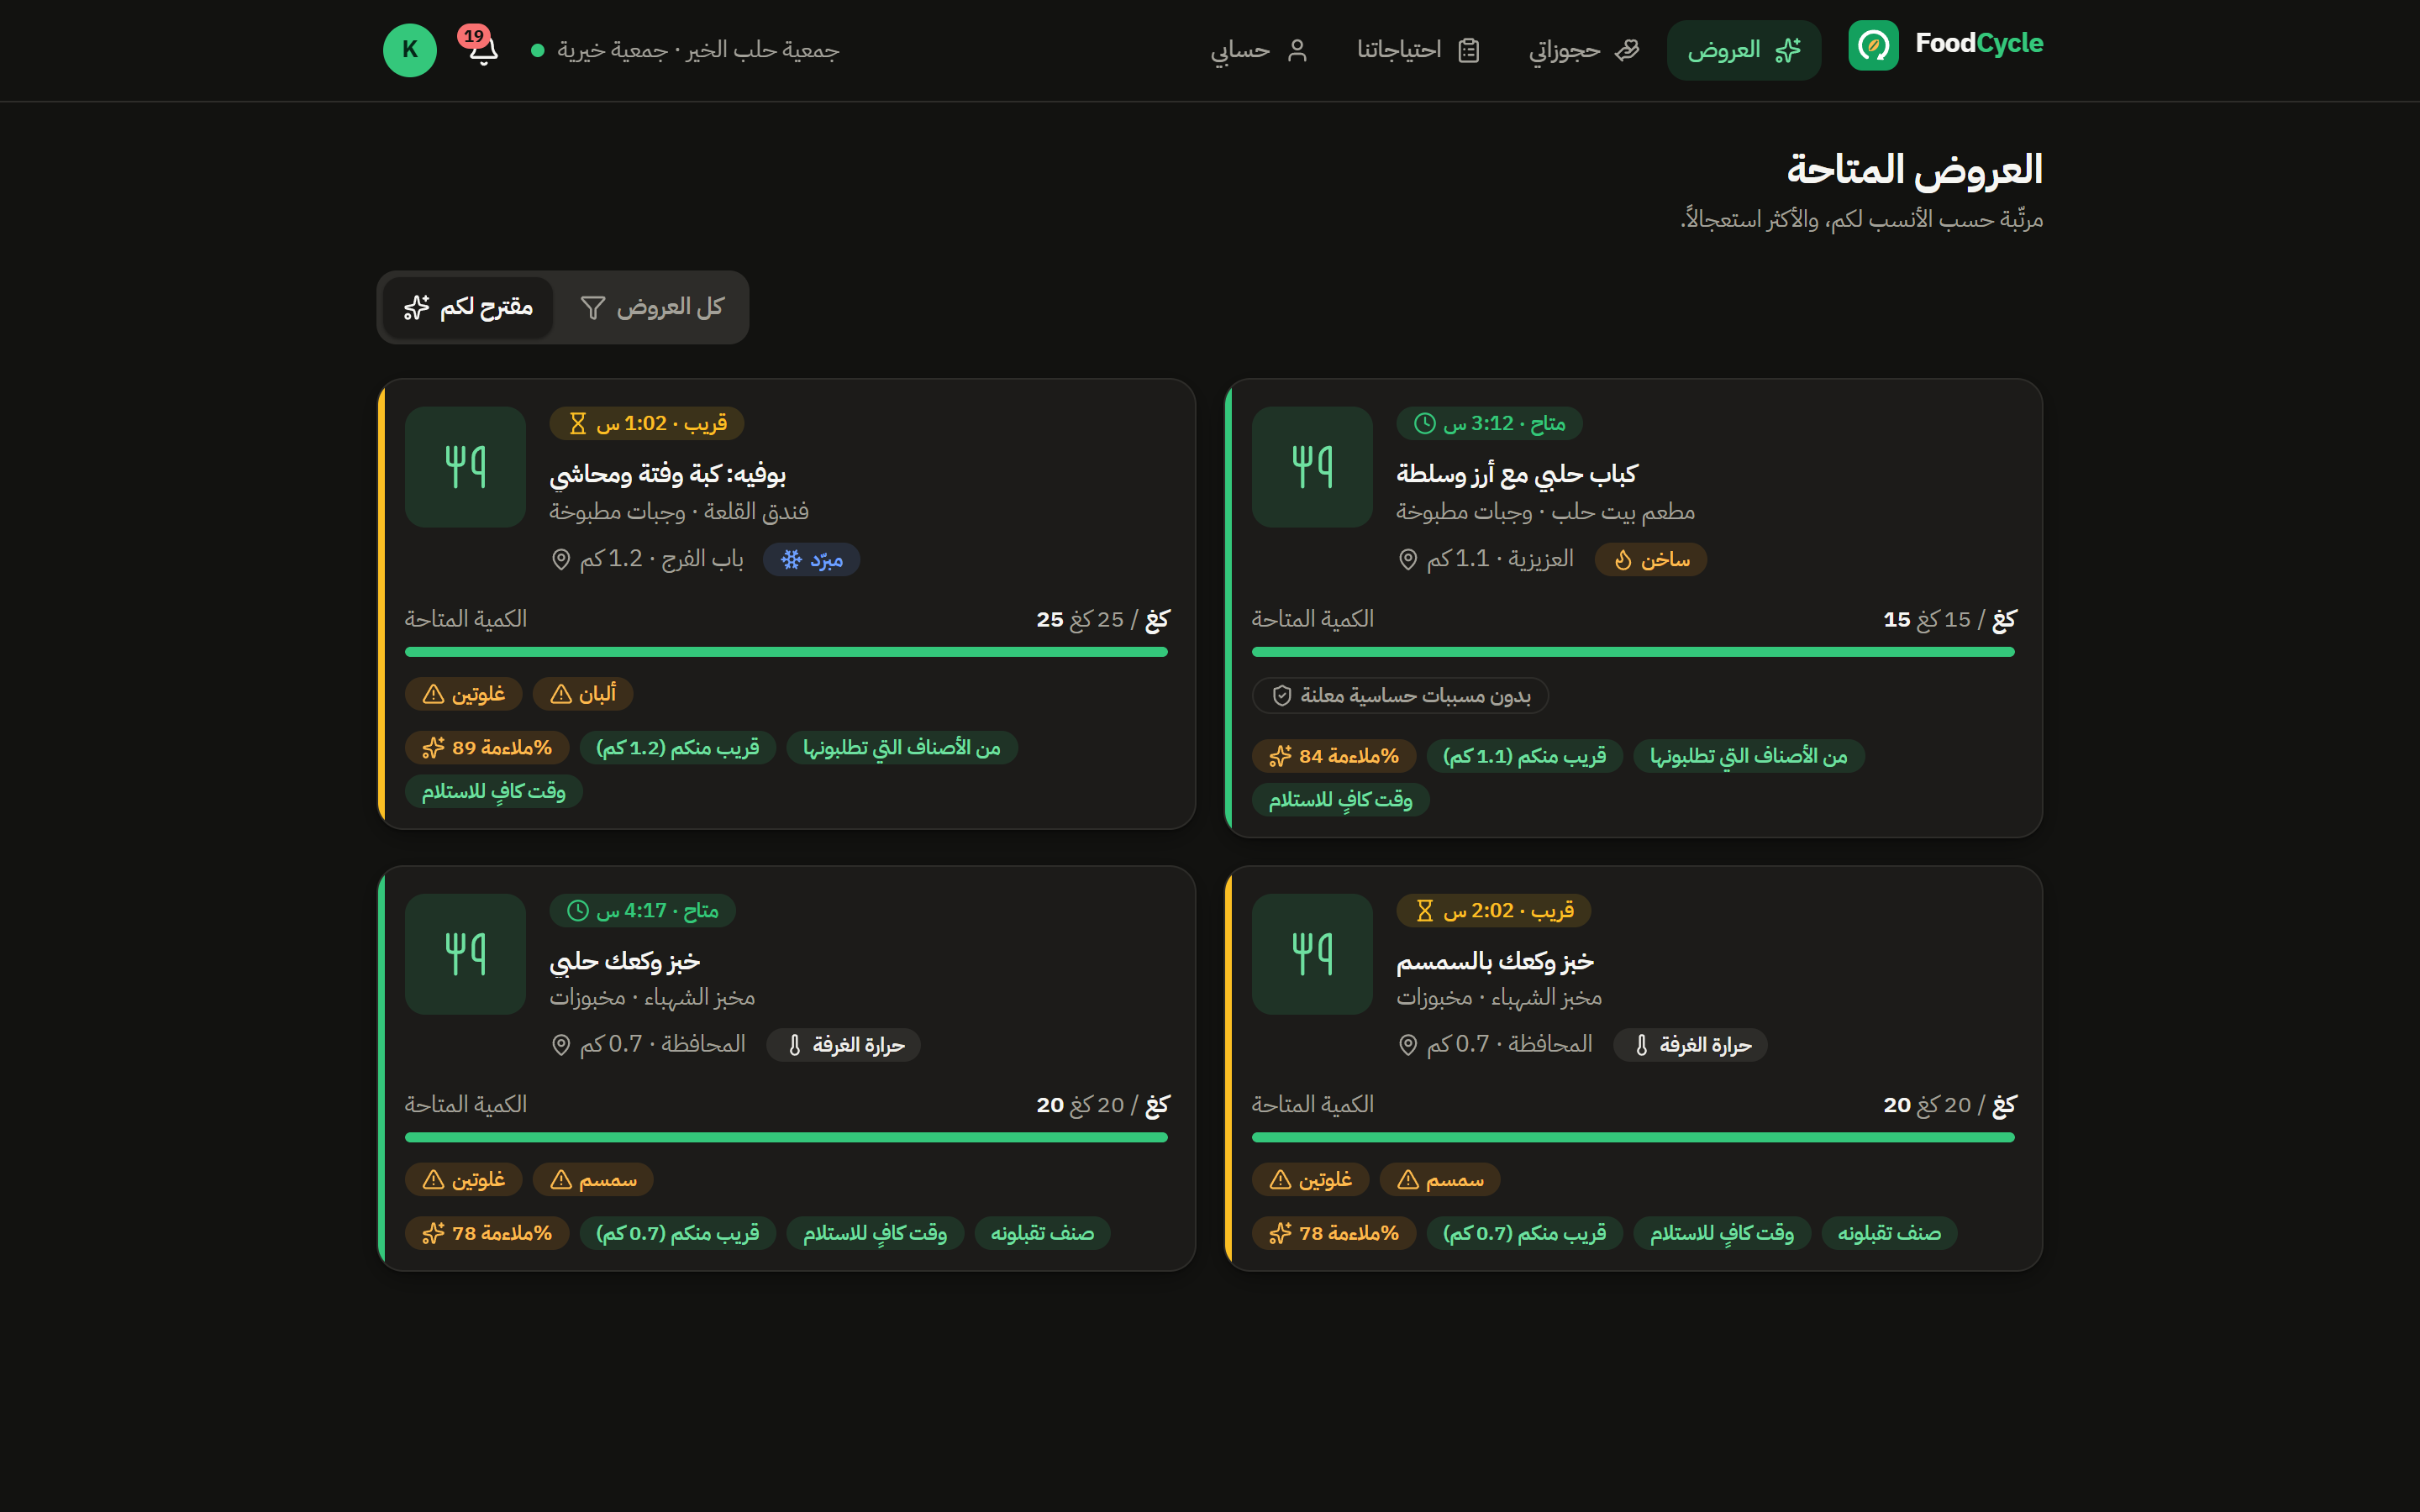 FoodCycle
العروض
حجوزاتي
احتياجاتنا
حسابي
جمعية حلب الخير · جمعية خيرية
19
K
العروض المتاحة
مرتّبة حسب الأنسب لكم، والأكثر استعجالاً.
كل العروض
مقترح لكم
متاح · 3:12 س
كباب حلبي مع أرز وسلطة
مطعم بيت حلب · وجبات مطبوخة
ساخن
العزيزية · 1.1 كم
الكمية المتاحة
15 كغ / 15 كغ
بدون مسببات حساسية معلنة
ملاءمة 84%
قريب منكم (1.1 كم)
من الأصناف التي تطلبونها
وقت كافٍ للاستلام
قريب · 1:02 س
بوفيه: كبة وفتة ومحاشي
فندق القلعة · وجبات مطبوخة
مبرّد
باب الفرج · 1.2 كم
الكمية المتاحة
25 كغ / 25 كغ
ألبان
غلوتين
ملاءمة 89%
قريب منكم (1.2 كم)
من الأصناف التي تطلبونها
وقت كافٍ للاستلام
قريب · 2:02 س
خبز وكعك بالسمسم
مخبز الشهباء · مخبوزات
حرارة الغرفة
المحافظة · 0.7 كم
الكمية المتاحة
20 كغ / 20 كغ
سمسم
غلوتين
ملاءمة 78%
قريب منكم (0.7 كم)
وقت كافٍ للاستلام
صنف تقبلونه
متاح · 4:17 س
خبز وكعك حلبي
مخبز الشهباء · مخبوزات
حرارة الغرفة
المحافظة · 0.7 كم
الكمية المتاحة
20 كغ / 20 كغ
سمسم
غلوتين
ملاءمة 78%
قريب منكم (0.7 كم)
وقت كافٍ للاستلام
صنف تقبلونه